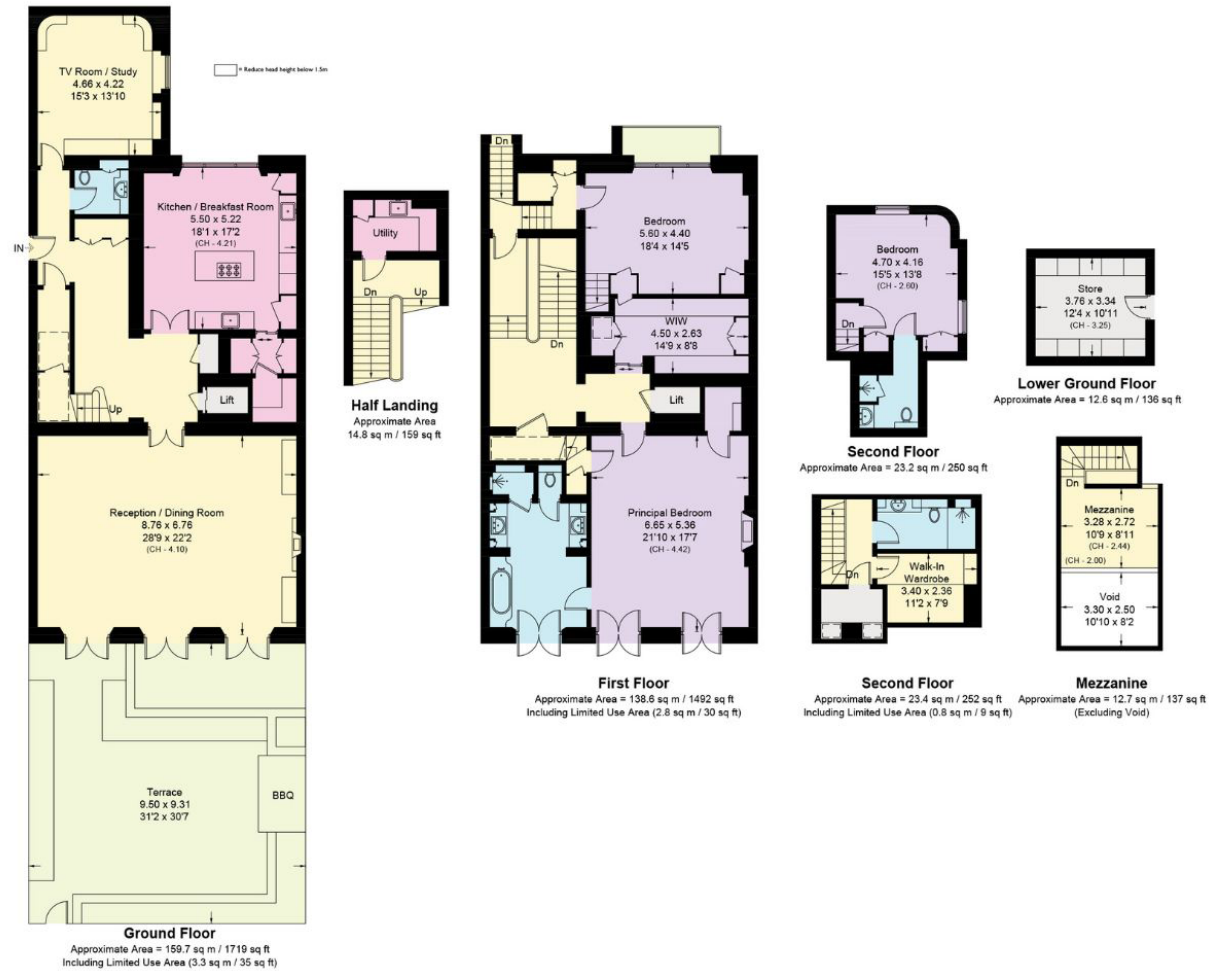 TV Room / Study
4.66 x 4.22
15'3 x 13'10
= Reduce head height below 1.5m
Kitchen / Breakfast Room
5.50 x 5.22
18'1 x 17'2
(CH - 4.21)
IN
Up
Lift
Reception / Dining Room
8.76 x 6.76
28'9 x 22'2
(CH - 4.10)
Terrace
9.50 x 9.31
31'2 x 30'7
BBQ
Ground Floor
Approximate Area = 159.7 sq m / 1719 sq ft
Including Limited Use Area (3.3 sq m / 35 sq ft)
Utility
Dn
Up
Half Landing
Approximate Area
14.8 sq m / 159 sq ft
Dn
Bedroom
5.60 x 4.40
18'4 x 14'5
Dn
WIW
4.50 x 2.63
14'9 x 8'8
Lift
Principal Bedroom
6.65 x 5.36
21'10 x 17'7
(CH - 4.42)
First Floor
Approximate Area = 138.6 sq m / 1492 sq ft
Including Limited Use Area (2.8 sq m / 30 sq ft)
Bedroom
4.70 x 4.16
15'5 x 13'8
(CH - 2.60)
Dn
Second Floor
Approximate Area = 23.2 sq m / 250 sq ft
Dn
Walk-In
Wardrobe
3.40 x 2.36
11'2 x 7'9
Second Floor
Approximate Area = 23.4 sq m / 252 sq ft
Including Limited Use Area (0.8 sq m / 9 sq ft)
Store
3.76 x 3.34
12'4 x 10'11
(CH - 3.25)
Lower Ground Floor
Approximate Area = 12.6 sq m / 136 sq ft
Dn
Mezzanine
3.28 x 2.72
10'9 x 8'11
(CH - 2.44)
(CH - 2.00)
Void
3.30 x 2.50
10'10 x 8'2
Mezzanine
Approximate Area = 12.7 sq m / 137 sq ft
(Excluding Void)